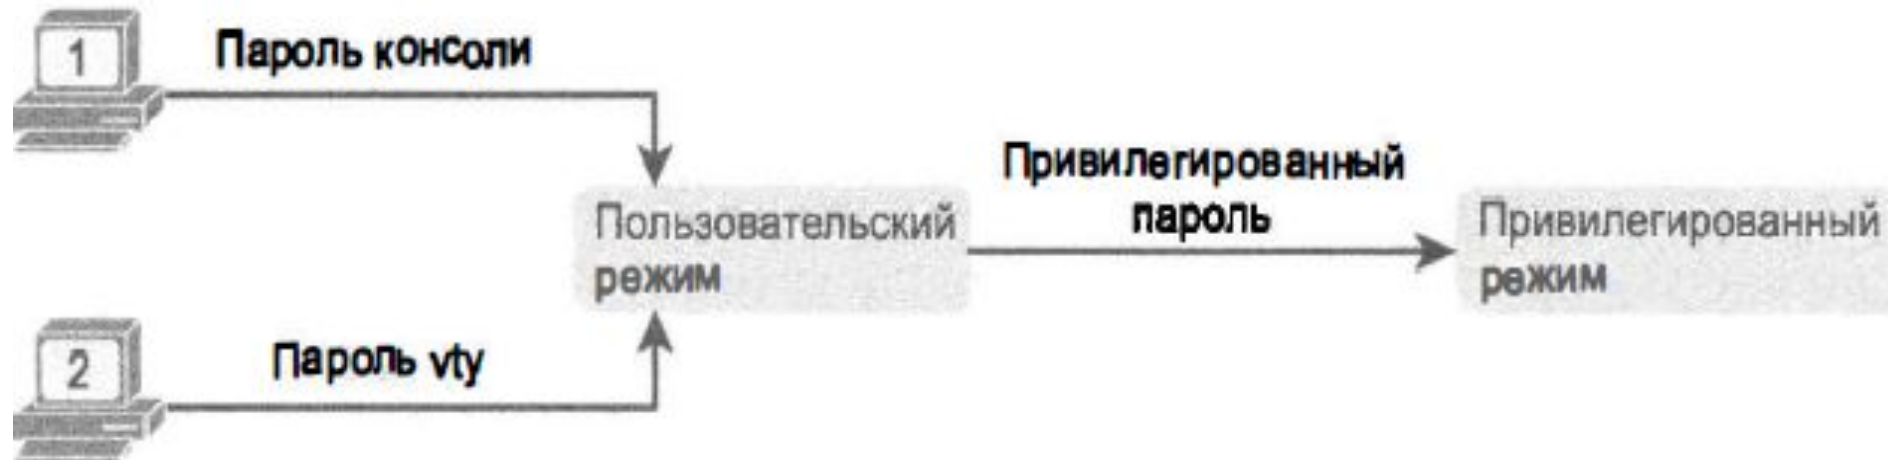 1
Пароль консоли
Привилегированный
пароль
Пользовательский
режим
Привилегированный
режим
2
Пароль vty